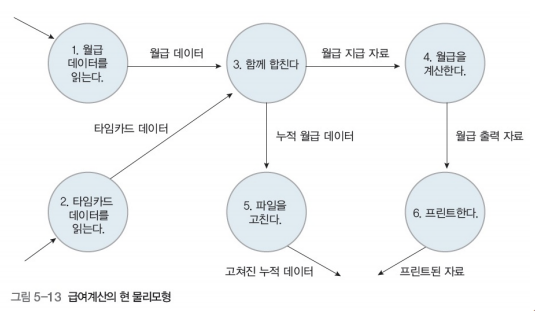 1. 월급
데이터를
읽는다.
월급 데이터
3. 함께 합친다
월급 지급 자료
4. 월급을
계산한다.
타임카드 데이터
누적 월급 데이터
월급 출력 자료
2. 타임카드
데이터를
읽는다.
5. 파일을
고친다.
6. 프린트한다.
고쳐진 누적 데이터
프린트된 자료
그림 5-13 급여계산의 현 물리모형